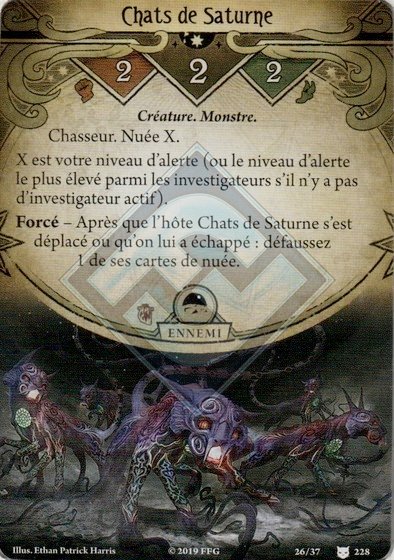 Chats de Saturne
2 2 2
Créature. Monstre.
Chasseur. Nuée X.
X est votre niveau d'alerte (ou le niveau d'alerte
le plus élevé parmi les investigateurs s'il n'y a pas
d'investigateur actif).
Forcé – Après que l'hôte Chats de Saturne s'est
déplacé ou qu'on lui a échappé : défaussez
1 de ses cartes de nuée.
ENNEMI
Illus. Ethan Patrick Harris © 2019 FFG 26/37 228